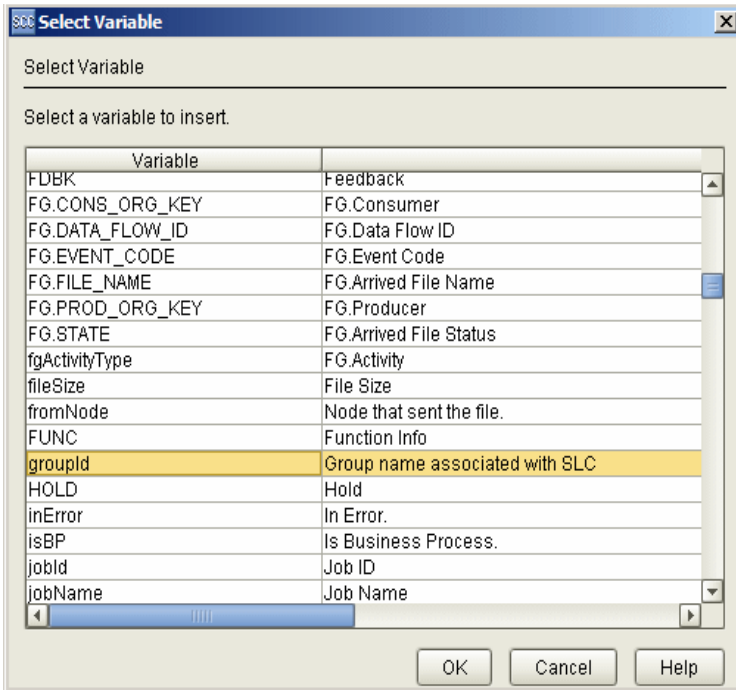 SCC Select Variable
Select Variable
Select a variable to insert.
Variable
FDBK Feedback
FG.CONS_ORG_KEY FG.Consumer
FG.DATA_FLOW_ID FG.Data Flow ID
FG.EVENT_CODE FG.Event Code
FG.FILE_NAME FG.Arrived File Name
FG.PROD_ORG_KEY FG.Producer
FG.STATE FG.Arrived File Status
fgActivityType FG.Activity
fileSize File Size
fromNode Node that sent the file.
FUNC Function Info
groupId Group name associated with SLC
HOLD Hold
inError In Error.
isBP Is Business Process.
jobId Job ID
jobName Job Name
OK Cancel Help